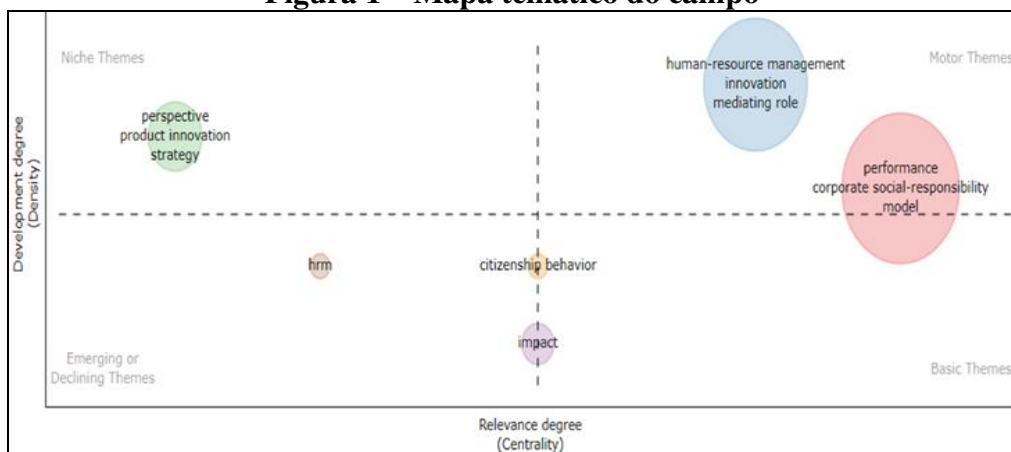 Figura 1 – Mapa temático do campo
Niche Themes
Motor Themes
human-resource management
innovation
mediating role
perspective
product innovation
strategy
performance
corporate social-responsibility
model
Development degree
(Density)
hrm
citizenship behavior
impact
Emerging or
Declining Themes
Basic Themes
Relevance degree
(Centrality)